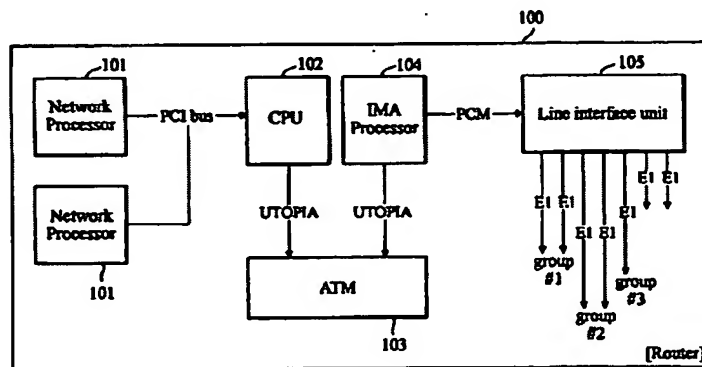 100
101
102
104
105
Network
Processor
PCI bus
CPU
IMA
Processor
PCM
Line interface unit
Network
Processor
101
UTOPIA
UTOPIA
E1
E1
E1
E1
E1
E1
E1
ATM
103
group
#1
group
#2
group
#3
[Router]